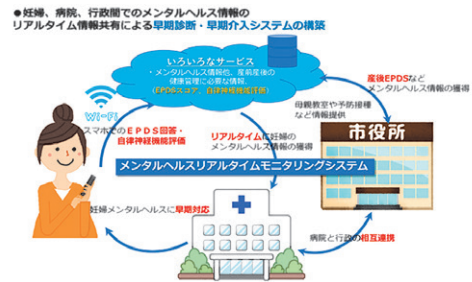 ●妊婦、病院、行政間でのメンタルヘルス情報の
リアルタイム情報共有による早期診断・早期介入システムの構築
いろいろなサービス
・メンタルヘルス情報他、産前産後の
健康管理に必要な情報、
(EPDSスコア、自律神経機能評価)
産後EPDSなど
メンタルヘルス情報の獲得
Wi-Fi
母親教室や予防接種
など情報提供
スマホでのEPDS回答・
自律神経機能評価
リアルタイムに妊婦の
メンタルヘルス情報の獲得
市役所
メンタルヘルスリアルタイムモニタリングシステム
妊婦メンタルヘルスに早期対応
病院と行政の相互連携